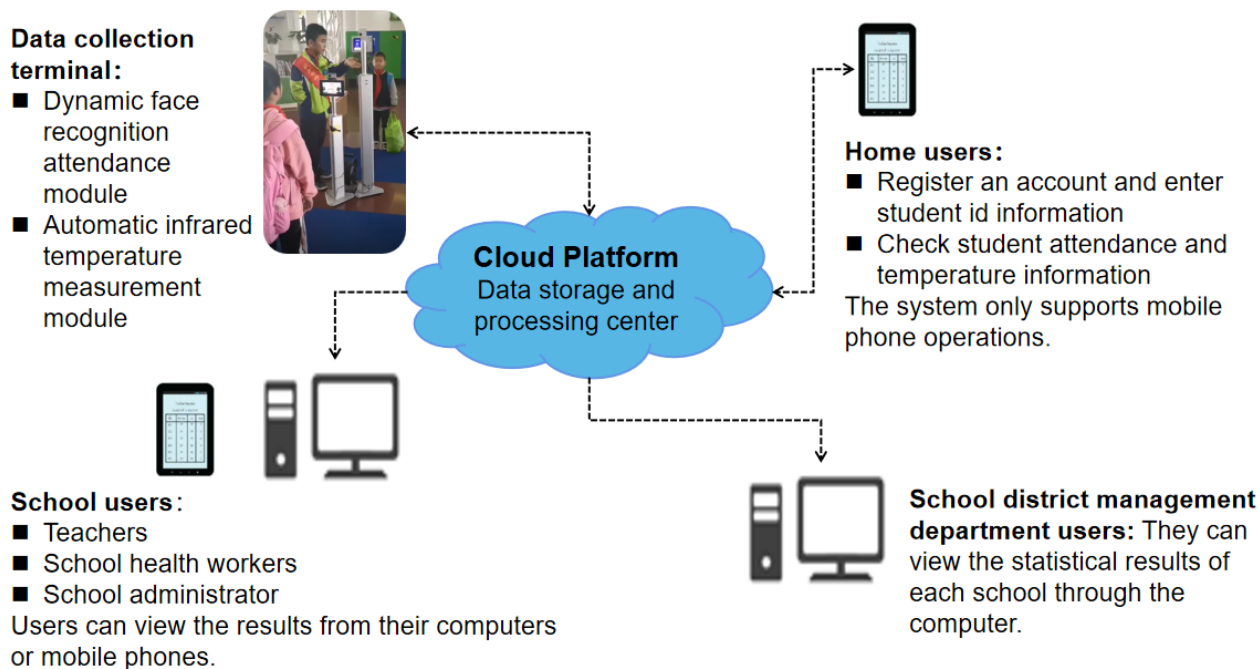 Data collection
terminal:
■ Dynamic face
recognition
attendance
module
■ Automatic infrared
temperature
measurement
module
Cloud Platform
Data storage and
processing center
Home users:
■ Register an account and enter
student id information
■ Check student attendance and
temperature information
The system only supports mobile
phone operations.
School users:
■ Teachers
■ School health workers
■ School administrator
Users can view the results from their computers
or mobile phones.
School district management
department users: They can
view the statistical results of
each school through the
computer.